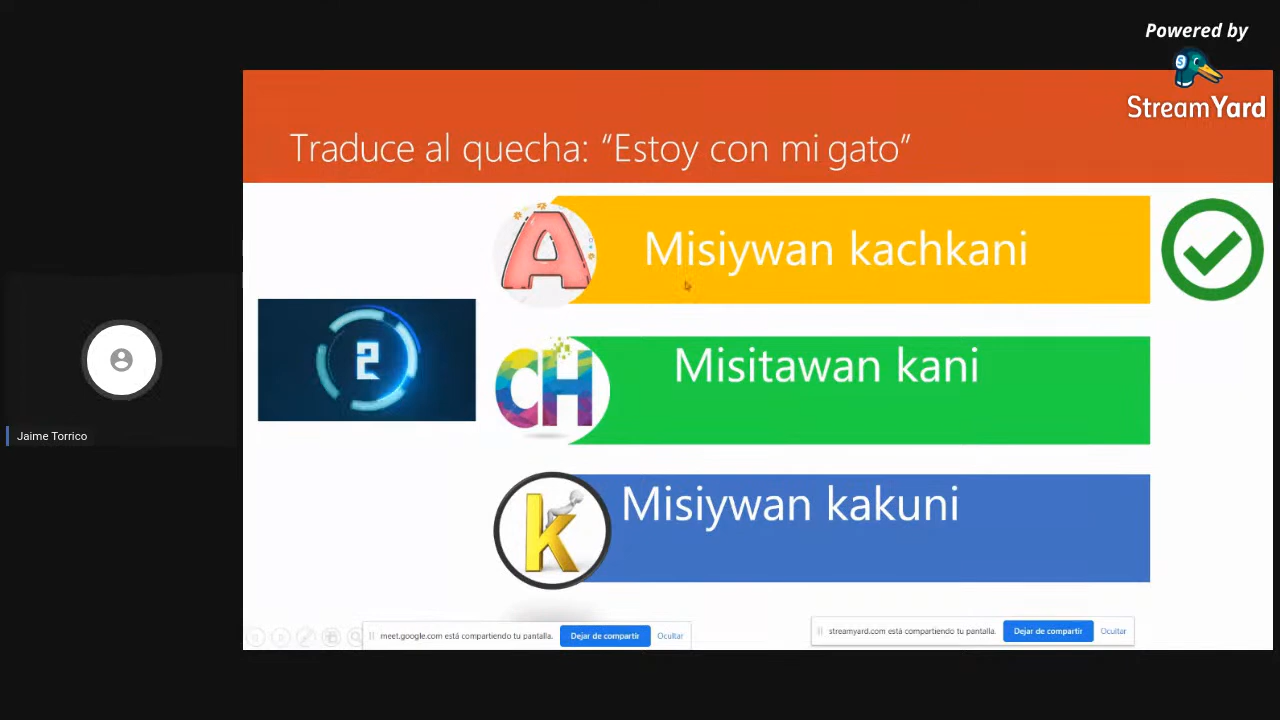 Powered by
StreamYard
Traduce al quecha: “Estoy con mi gato”
A
Misiywan kachkani
CH
Misitawan kani
2
k
Misiywan kakuni
Jaime Torrico
meet.google.com está compartiendo tu pantalla.
Dejar de compartir
Ocultar
streamyard.com está compartiendo tu pantalla.
Dejar de compartir
Ocultar